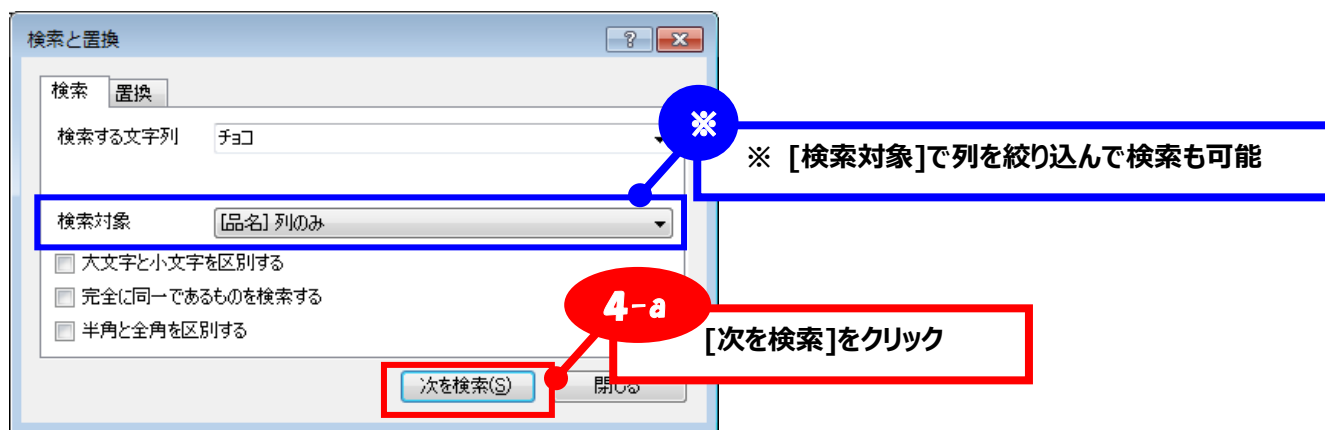 検索と置換
検索 置換
検索する文字列 チョコ
※
※ [検索対象]で列を絞り込んで検索も可能
検索対象 [品名] 列のみ
大文字と小文字を区別する
完全に同一であるものを検索する
半角と全角を区別する
4-a
[次を検索]をクリック
次を検索(S) 閉じる